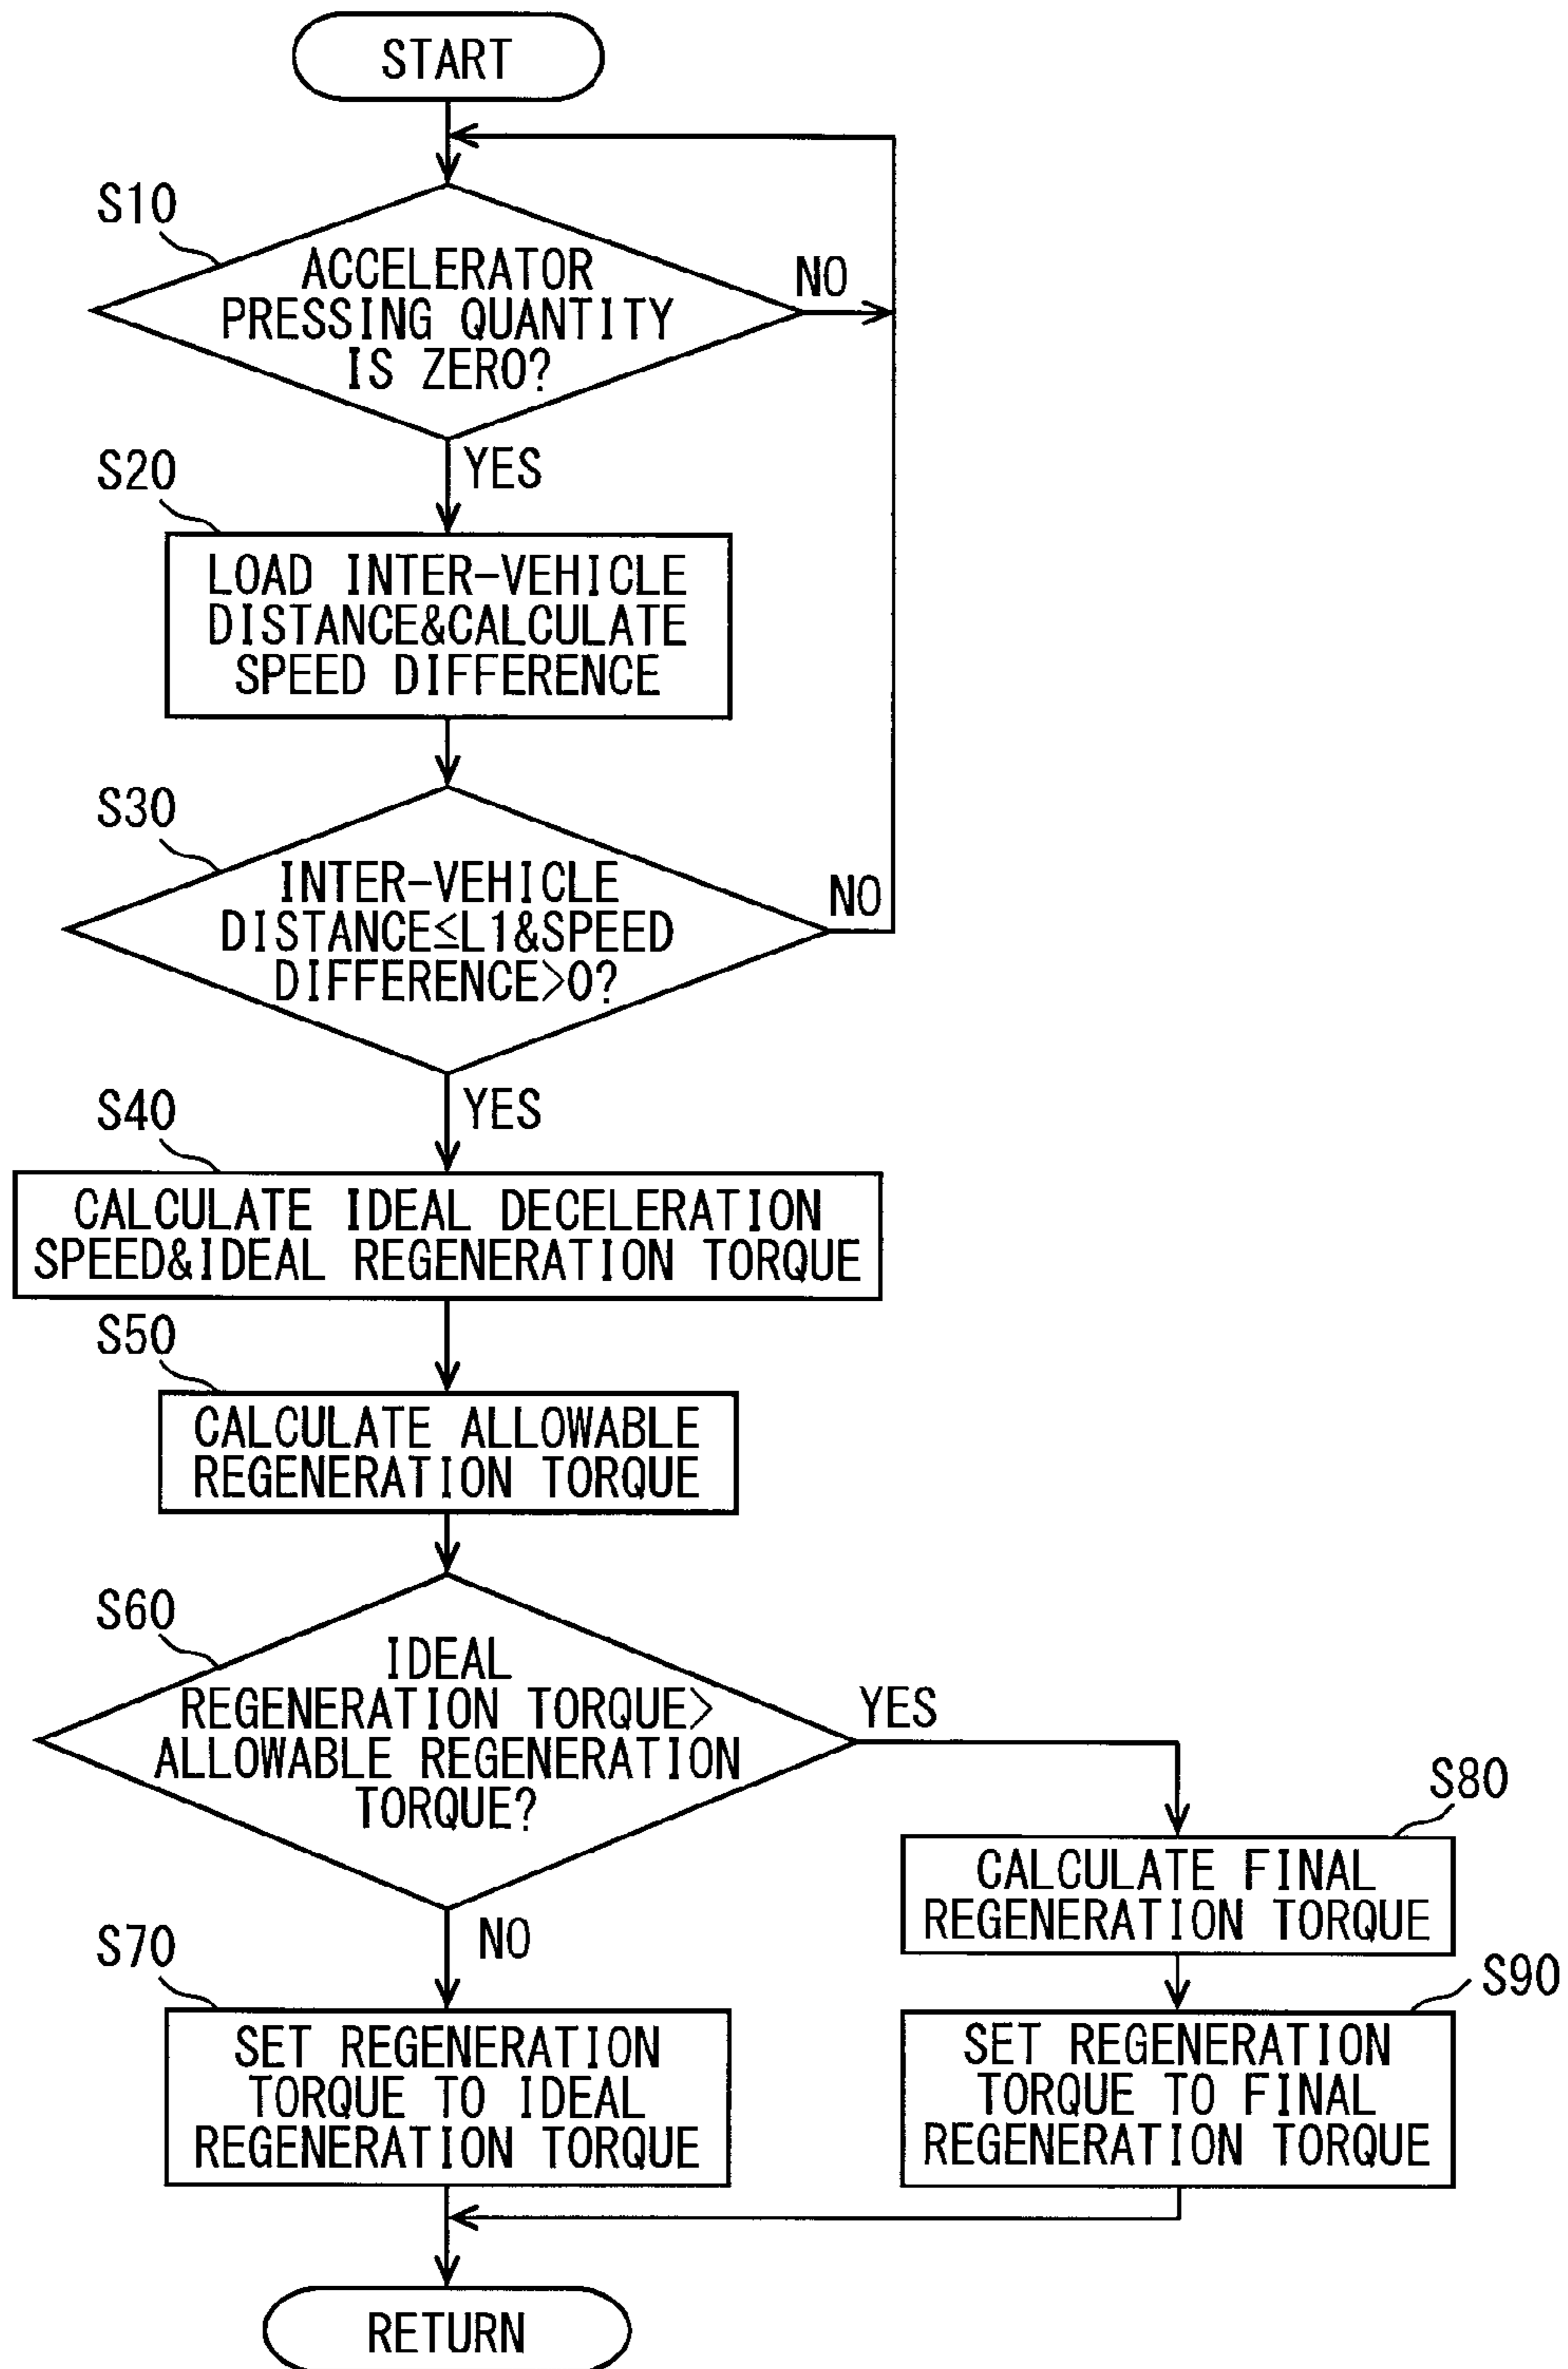 START
S10
ACCELERATOR
PRESSING QUANTITY
IS ZERO?
NO
YES
S20
LOAD INTER-VEHICLE
DISTANCE&CALCULATE
SPEED DIFFERENCE
S30
INTER-VEHICLE
DISTANCE≦L1&SPEED
DIFFERENCE>0?
NO
YES
S40
CALCULATE IDEAL DECELERATION
SPEED&IDEAL REGENERATION TORQUE
S50
CALCULATE ALLOWABLE
REGENERATION TORQUE
S60
IDEAL
REGENERATION TORQUE>
ALLOWABLE REGENERATION
TORQUE?
YES
NO
S70
SET REGENERATION
TORQUE TO IDEAL
REGENERATION TORQUE
S80
CALCULATE FINAL
REGENERATION TORQUE
S90
SET REGENERATION
TORQUE TO FINAL
REGENERATION TORQUE
RETURN